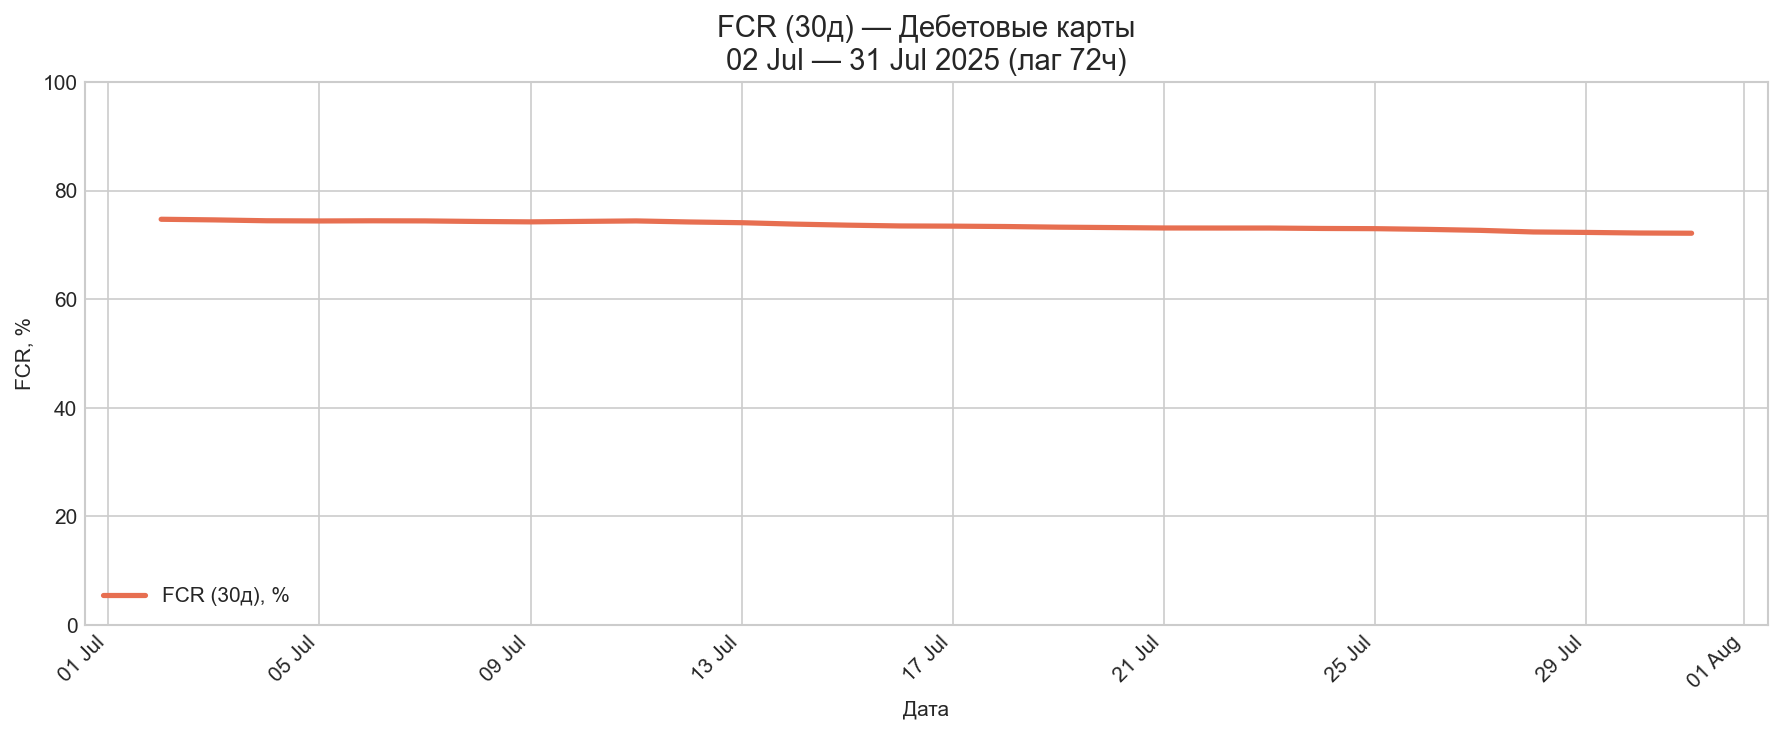 FCR (30д) — Дебетовые карты
02 Jul — 31 Jul 2025 (лаг 72ч)
100
80
60
40
20
0
FCR, %
FCR (30д), %
01 Jul
05 Jul
09 Jul
13 Jul
17 Jul
21 Jul
25 Jul
29 Jul
01 Aug
Дата